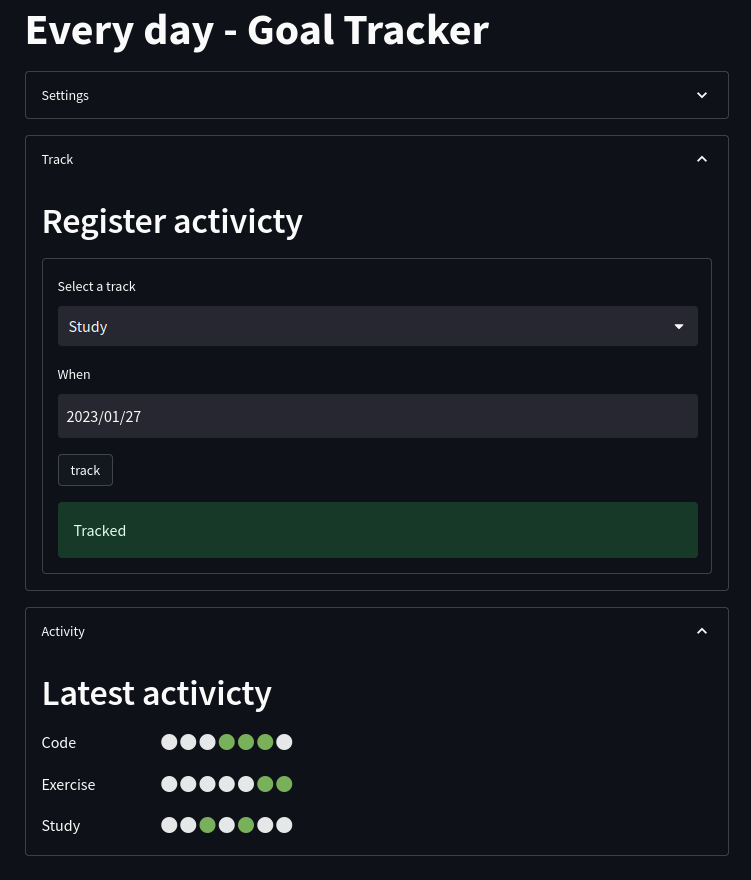 Every day - Goal Tracker
Settings
Track
Register activicty
Select a track
Study
When
2023/01/27
track
Tracked
Activity
Latest activicty
Code
Exercise
Study